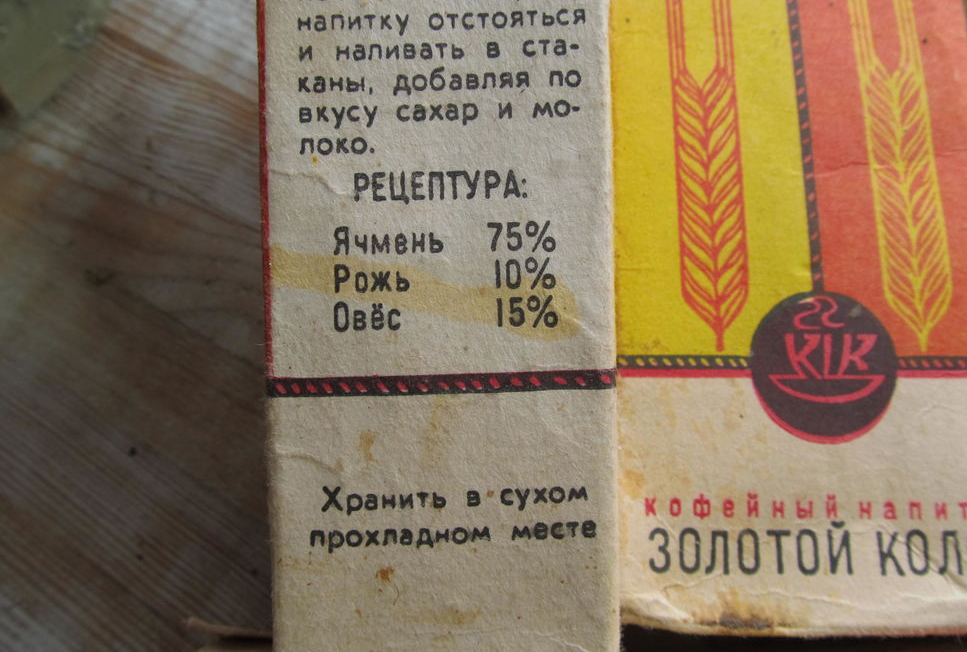 напитку отстояться
и наливать в ста-
каны, добавляя по
вкусу сахар и мо-
локо.
РЕЦЕПТУРА:
Ячмень 75%
Рожь 10%
Овёс 15%
Хранить в сухом
прохладном месте
KIK
кофейный напит
ЗОЛОТОЙ КОЛ